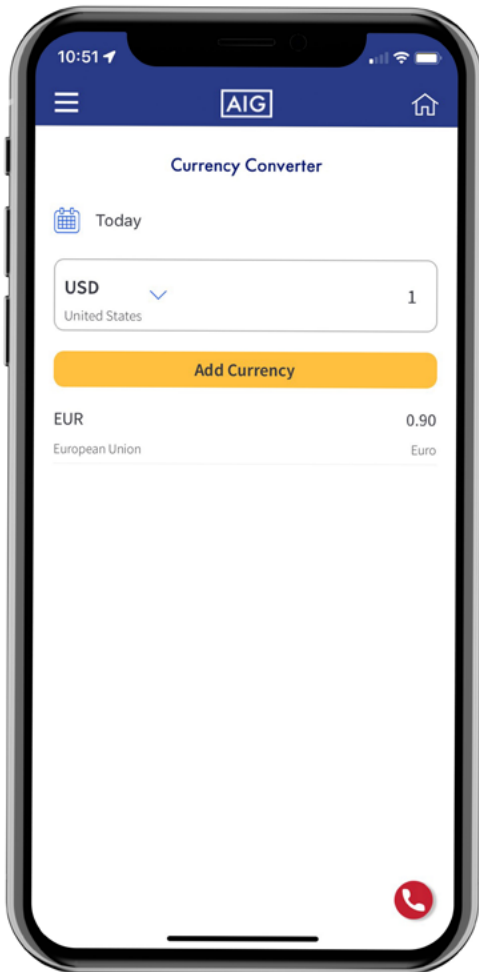 10:51
AIG
Currency Converter
Today
USD
1
United States
Add Currency
EUR
0.90
European Union
Euro